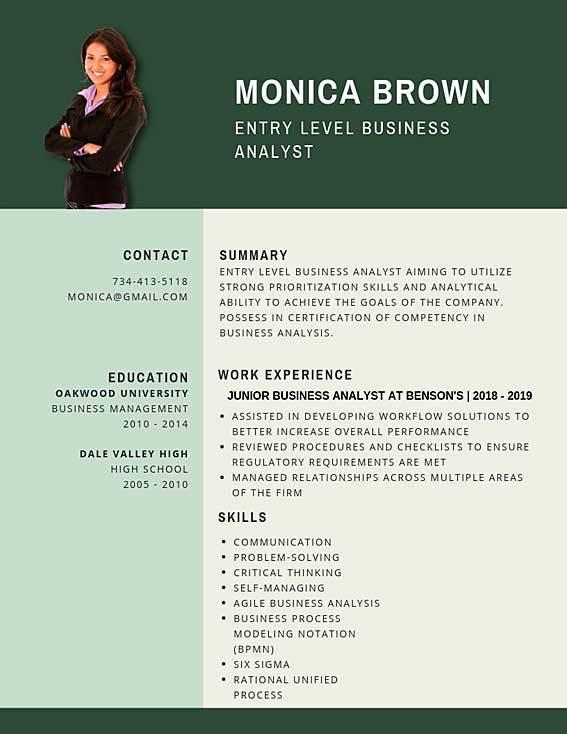 MONICA BROWN
ENTRY LEVEL BUSINESS
ANALYST
CONTACT
734-413-5118
MONICA@GMAIL.COM
EDUCATION
OAKWOOD UNIVERSITY
BUSINESS MANAGEMENT
2010 - 2014
DALE VALLEY HIGH
HIGH SCHOOL
2005 - 2010
SUMMARY
ENTRY LEVEL BUSINESS ANALYST AIMING TO UTILIZE
STRONG PRIORITIZATION SKILLS AND ANALYTICAL
ABILITY TO ACHIEVE THE GOALS OF THE COMPANY.
POSSESS IN CERTIFICATION OF COMPETENCY IN
BUSINESS ANALYSIS.
WORK EXPERIENCE
JUNIOR BUSINESS ANALYST AT BENSON'S | 2018 - 2019
• ASSISTED IN DEVELOPING WORKFLOW SOLUTIONS TO
BETTER INCREASE OVERALL PERFORMANCE
• REVIEWED PROCEDURES AND CHECKLISTS TO ENSURE
REGULATORY REQUIREMENTS ARE MET
• MANAGED RELATIONSHIPS ACROSS MULTIPLE AREAS
OF THE FIRM
SKILLS
• COMMUNICATION
• PROBLEM-SOLVING
• CRITICAL THINKING
• SELF-MANAGING
• AGILE BUSINESS ANALYSIS
• BUSINESS PROCESS
MODELING NOTATION
(BPMN)
• SIX SIGMA
• RATIONAL UNIFIED
PROCESS